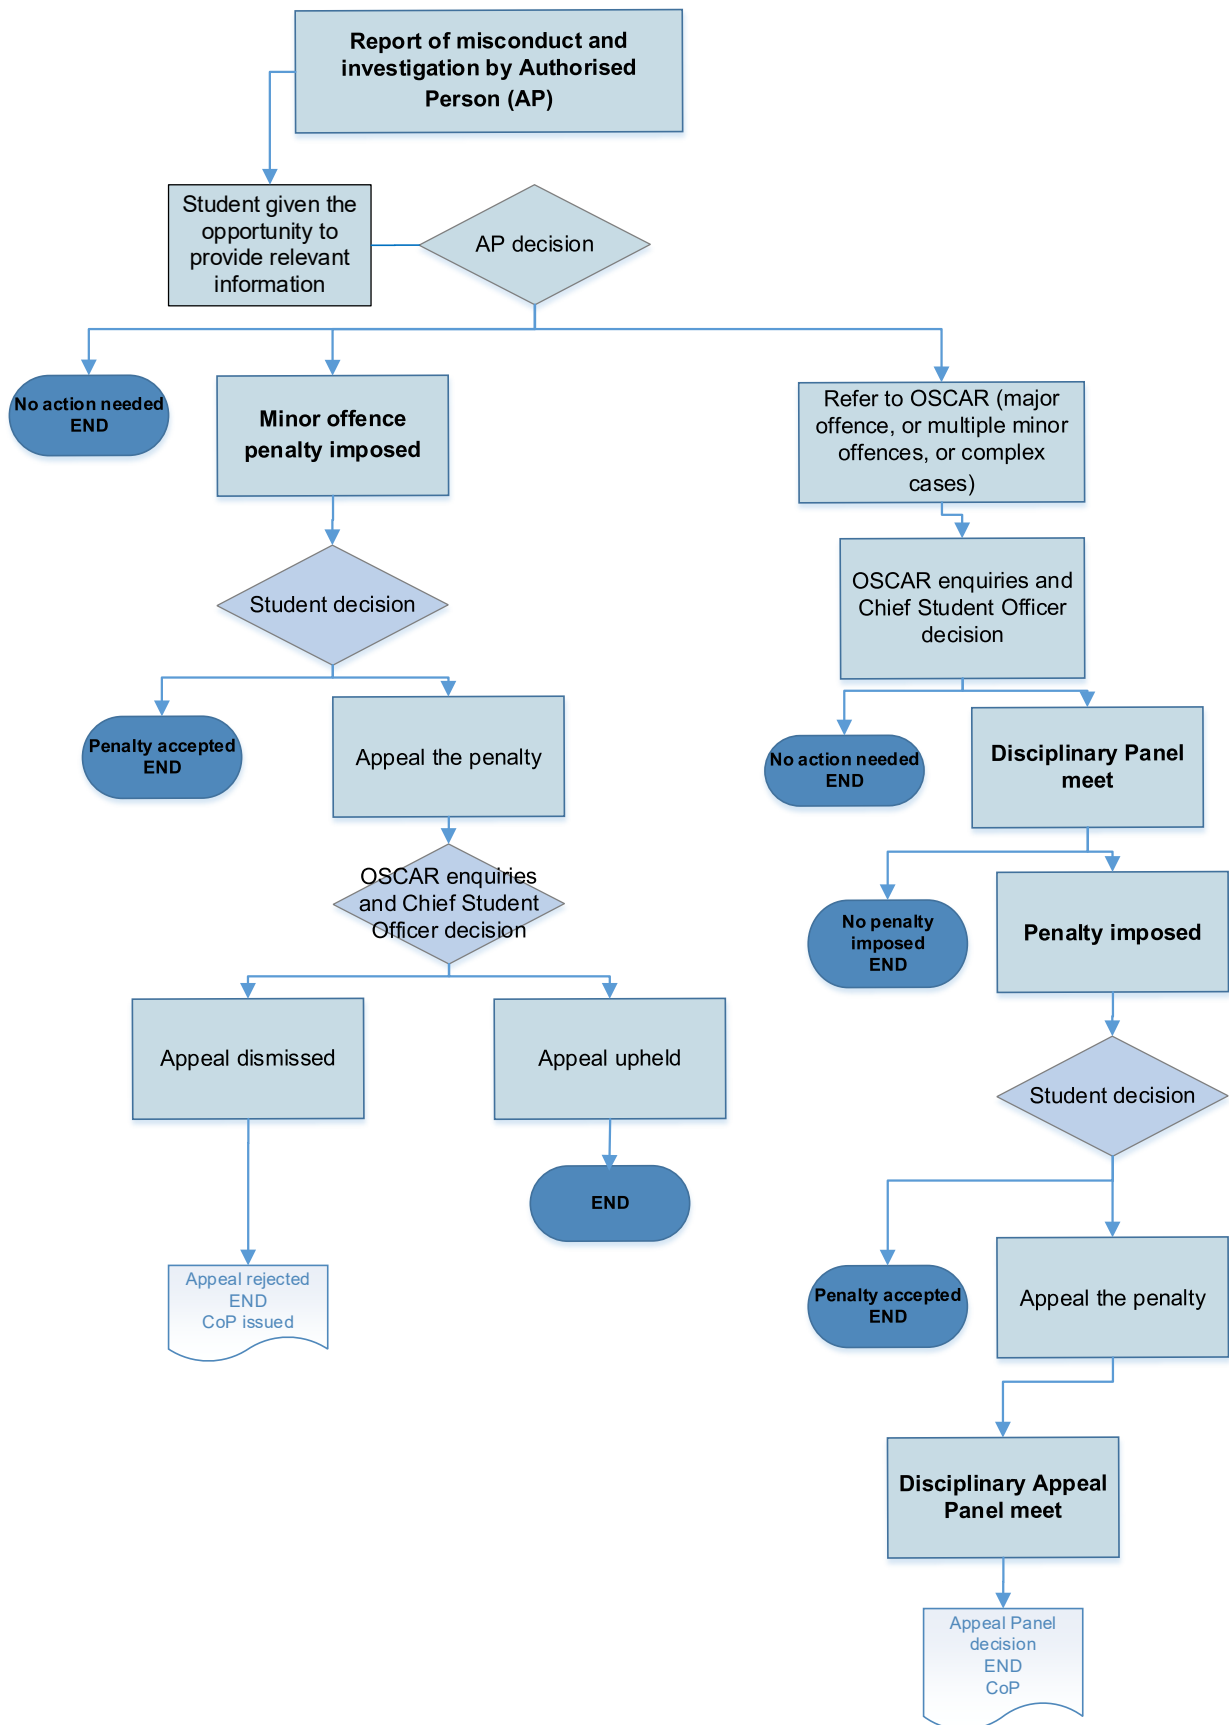 Report of misconduct and
investigation by Authorised
Person (AP)
Student given the
opportunity to
provide relevant
information
AP decision
No action needed
END
Minor offence
penalty imposed
Refer to OSCAR (major
offence, or multiple minor
offences, or complex
cases)
Student decision
OSCAR enquiries and
Chief Student Officer
decision
Penalty accepted
END
Appeal the penalty
No action needed
END
Disciplinary Panel
meet
OSCAR enquiries
and Chief Student
Officer decision
No penalty
imposed
END
Penalty imposed
Appeal dismissed
Appeal upheld
Student decision
END
Appeal rejected
END
CoP issued
Penalty accepted
END
Appeal the penalty
Disciplinary Appeal
Panel meet
Appeal Panel
decision
END
CoP